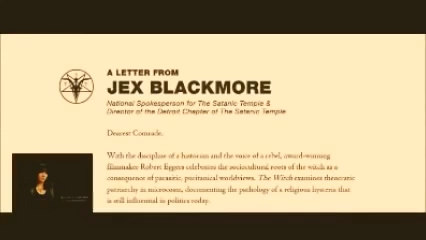 A LETTER FROM
JEX BLACKMORE
National Spokesperson for The Satanic Temple &
Director of the Detroit Chapter of The Satanic Temple
Dearest Comrade,
With the discipline of a historian and the voice of a rebel, award-winning
filmmaker Robert Eggers celebrates the sociocultural roots of the witch as a
consequence of parasitic, puritanical worldviews. The Witch examines theocratic
patriarchy in microcosm, documenting the pathology of a religious hysteria that
is still influential in politics today.